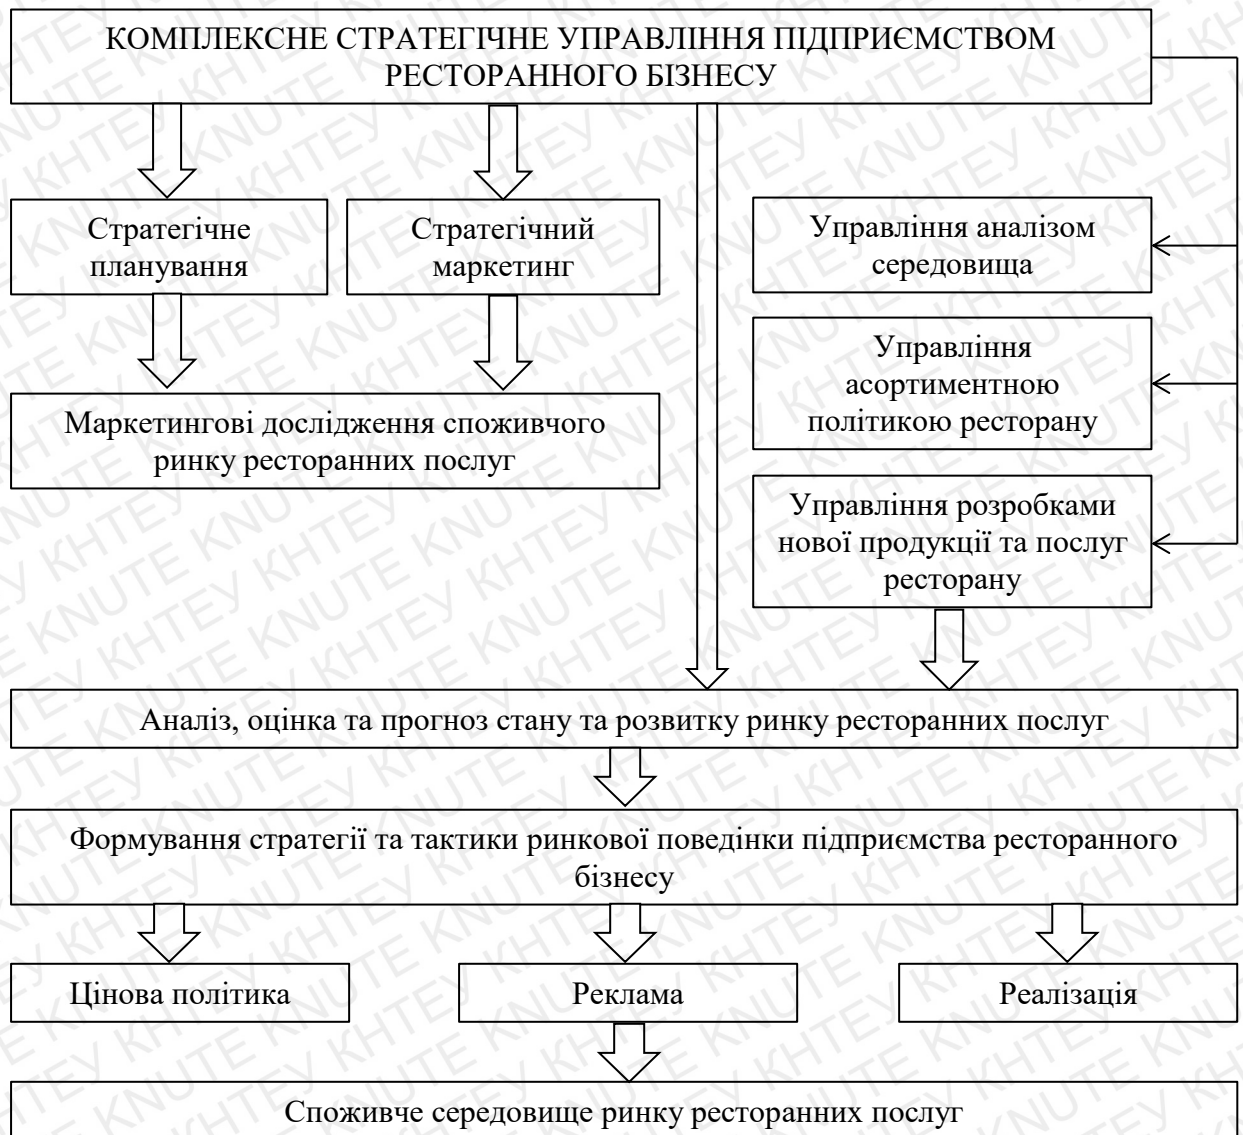 КОМПЛЕКСНЕ СТРАТЕГІЧНЕ УПРАВЛІННЯ ПІДПРИЄМСТВОМ
РЕСТОРАННОГО БІЗНЕСУ
Стратегічне
планування
Стратегічний
маркетинг
Управління аналізом
середовища
Управління
асортиментною
політикою ресторану
Маркетингові дослідження споживчого
ринку ресторанних послуг
Управління розробками
нової продукції та послуг
ресторану
Аналіз, оцінка та прогноз стану та розвитку ринку ресторанних послуг
Формування стратегії та тактики ринкової поведінки підприємства ресторанного
бізнесу
Цінова політика
Реклама
Реалізація
Споживче середовище ринку ресторанних послуг
KNUTE КНТЕУ